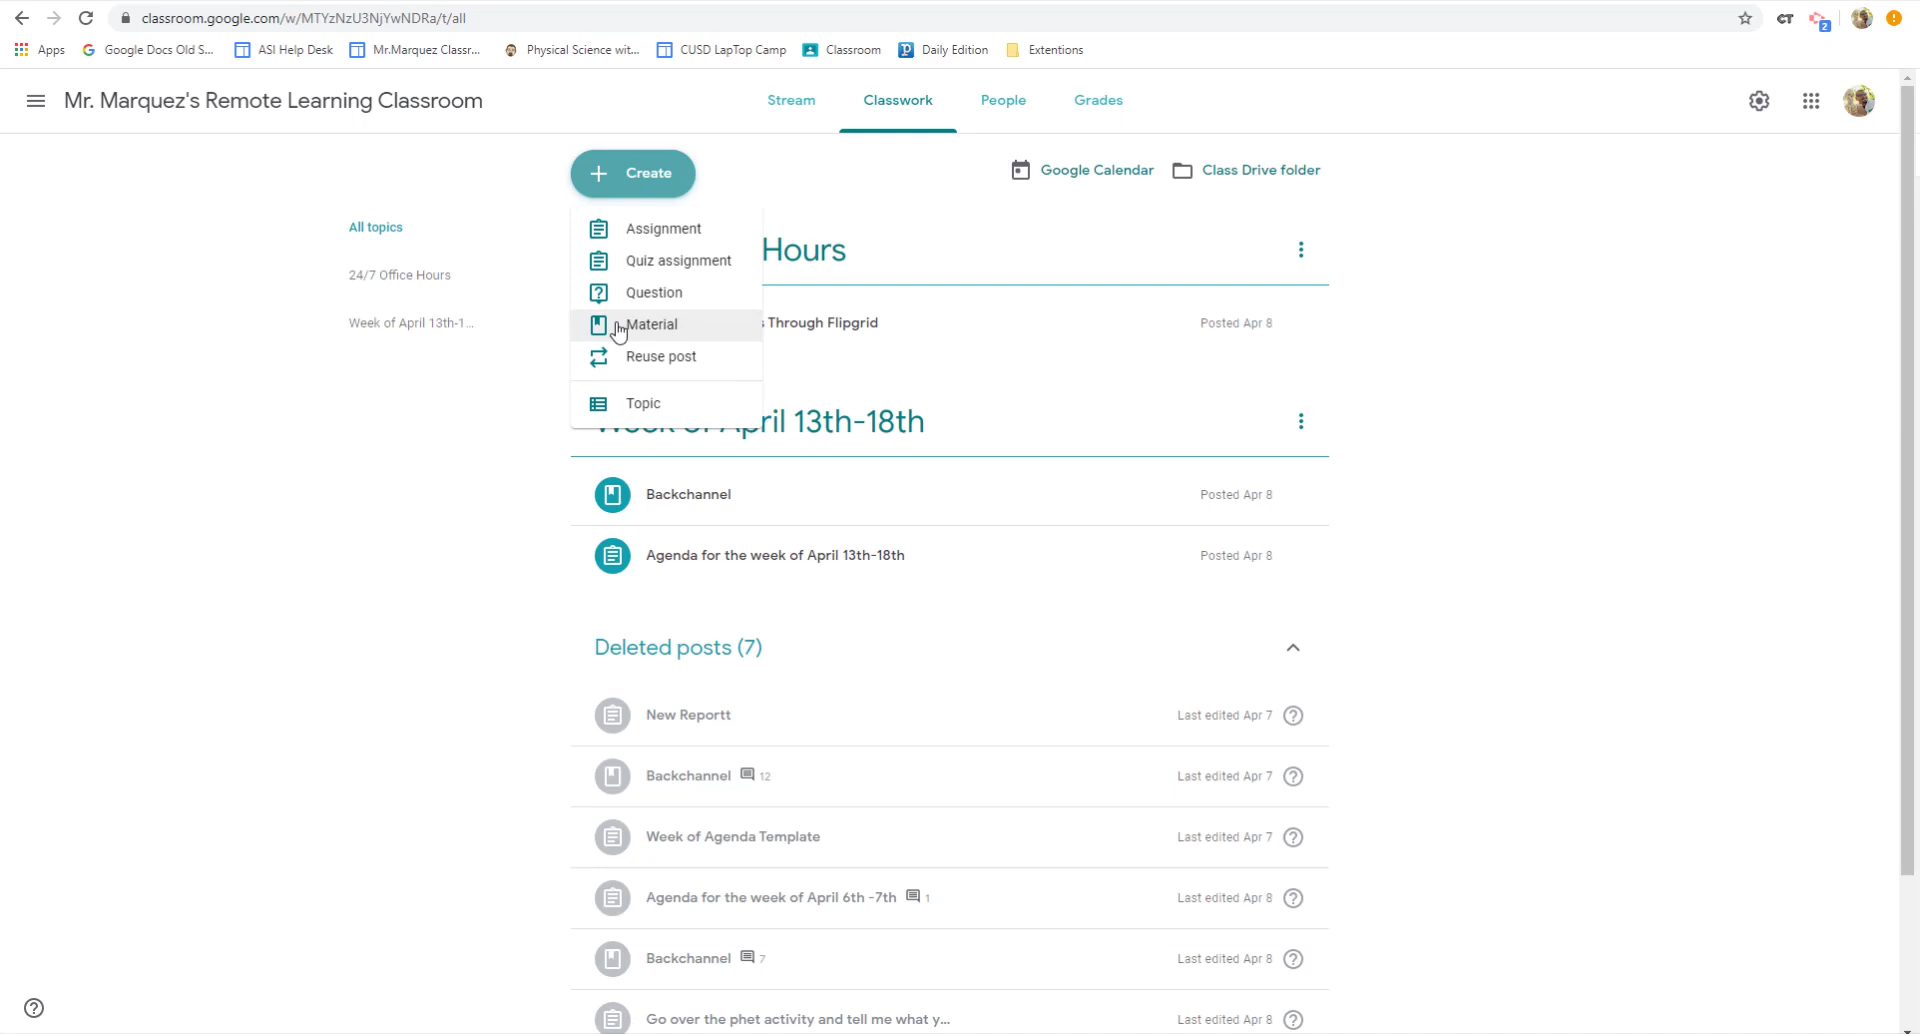 classroom.google.com/w/MTYzNzU3NjYwNDRa/t/all
CT
2
Apps
Google Docs Old S...
ASI Help Desk
Mr.Marquez Classr...
Physical Science wit...
CUSD LapTop Camp
Classroom
Daily Edition
Extentions
Mr. Marquez's Remote Learning Classroom
Stream
Classwork
People
Grades
Create
Google Calendar
Class Drive folder
All topics
24/7 Office Hours
Week of April 13th-1...
Assignment
Quiz assignment
Question
Material
Reuse post
Topic
Hours
s Through Flipgrid
Posted Apr 8
Week of April 13th-18th
Backchannel
Posted Apr 8
Agenda for the week of April 13th-18th
Posted Apr 8
Deleted posts (7)
New Reportt
Last edited Apr 7
Backchannel 12
Last edited Apr 7
Week of Agenda Template
Last edited Apr 7
Agenda for the week of April 6th -7th 1
Last edited Apr 8
Backchannel 7
Last edited Apr 8
Go over the phet activity and tell me what y...
Last edited Apr 8